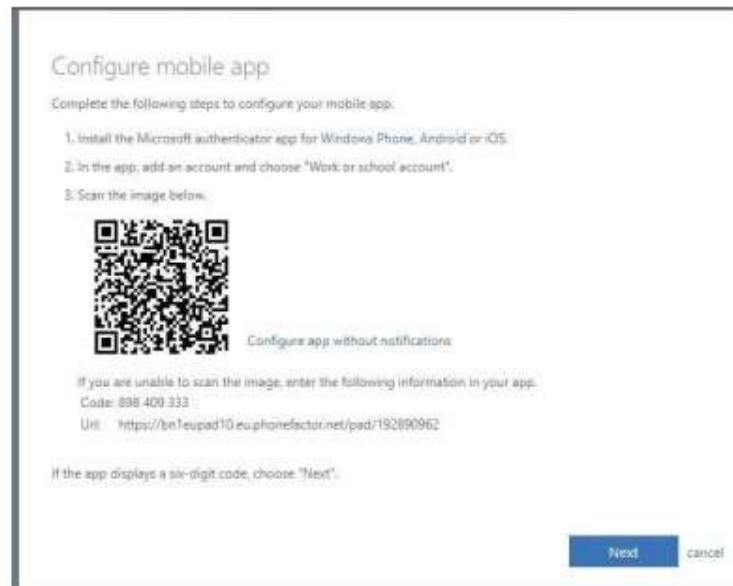 Configure mobile app
Complete the following steps to configure your mobile app.
1. Install the Microsoft authenticator app for Windows Phone, Android or iOS.
2. In the app, add an account and choose "Work or school account".
3. Scan the image below.
Configure app without notifications
If you are unable to scan the image, enter the following information in your app.
Code: 898 409 333
Url: https://bn1eupad10.eu.phonefactor.net/pad/192890962
If the app displays a six-digit code, choose "Next".
Next cancel